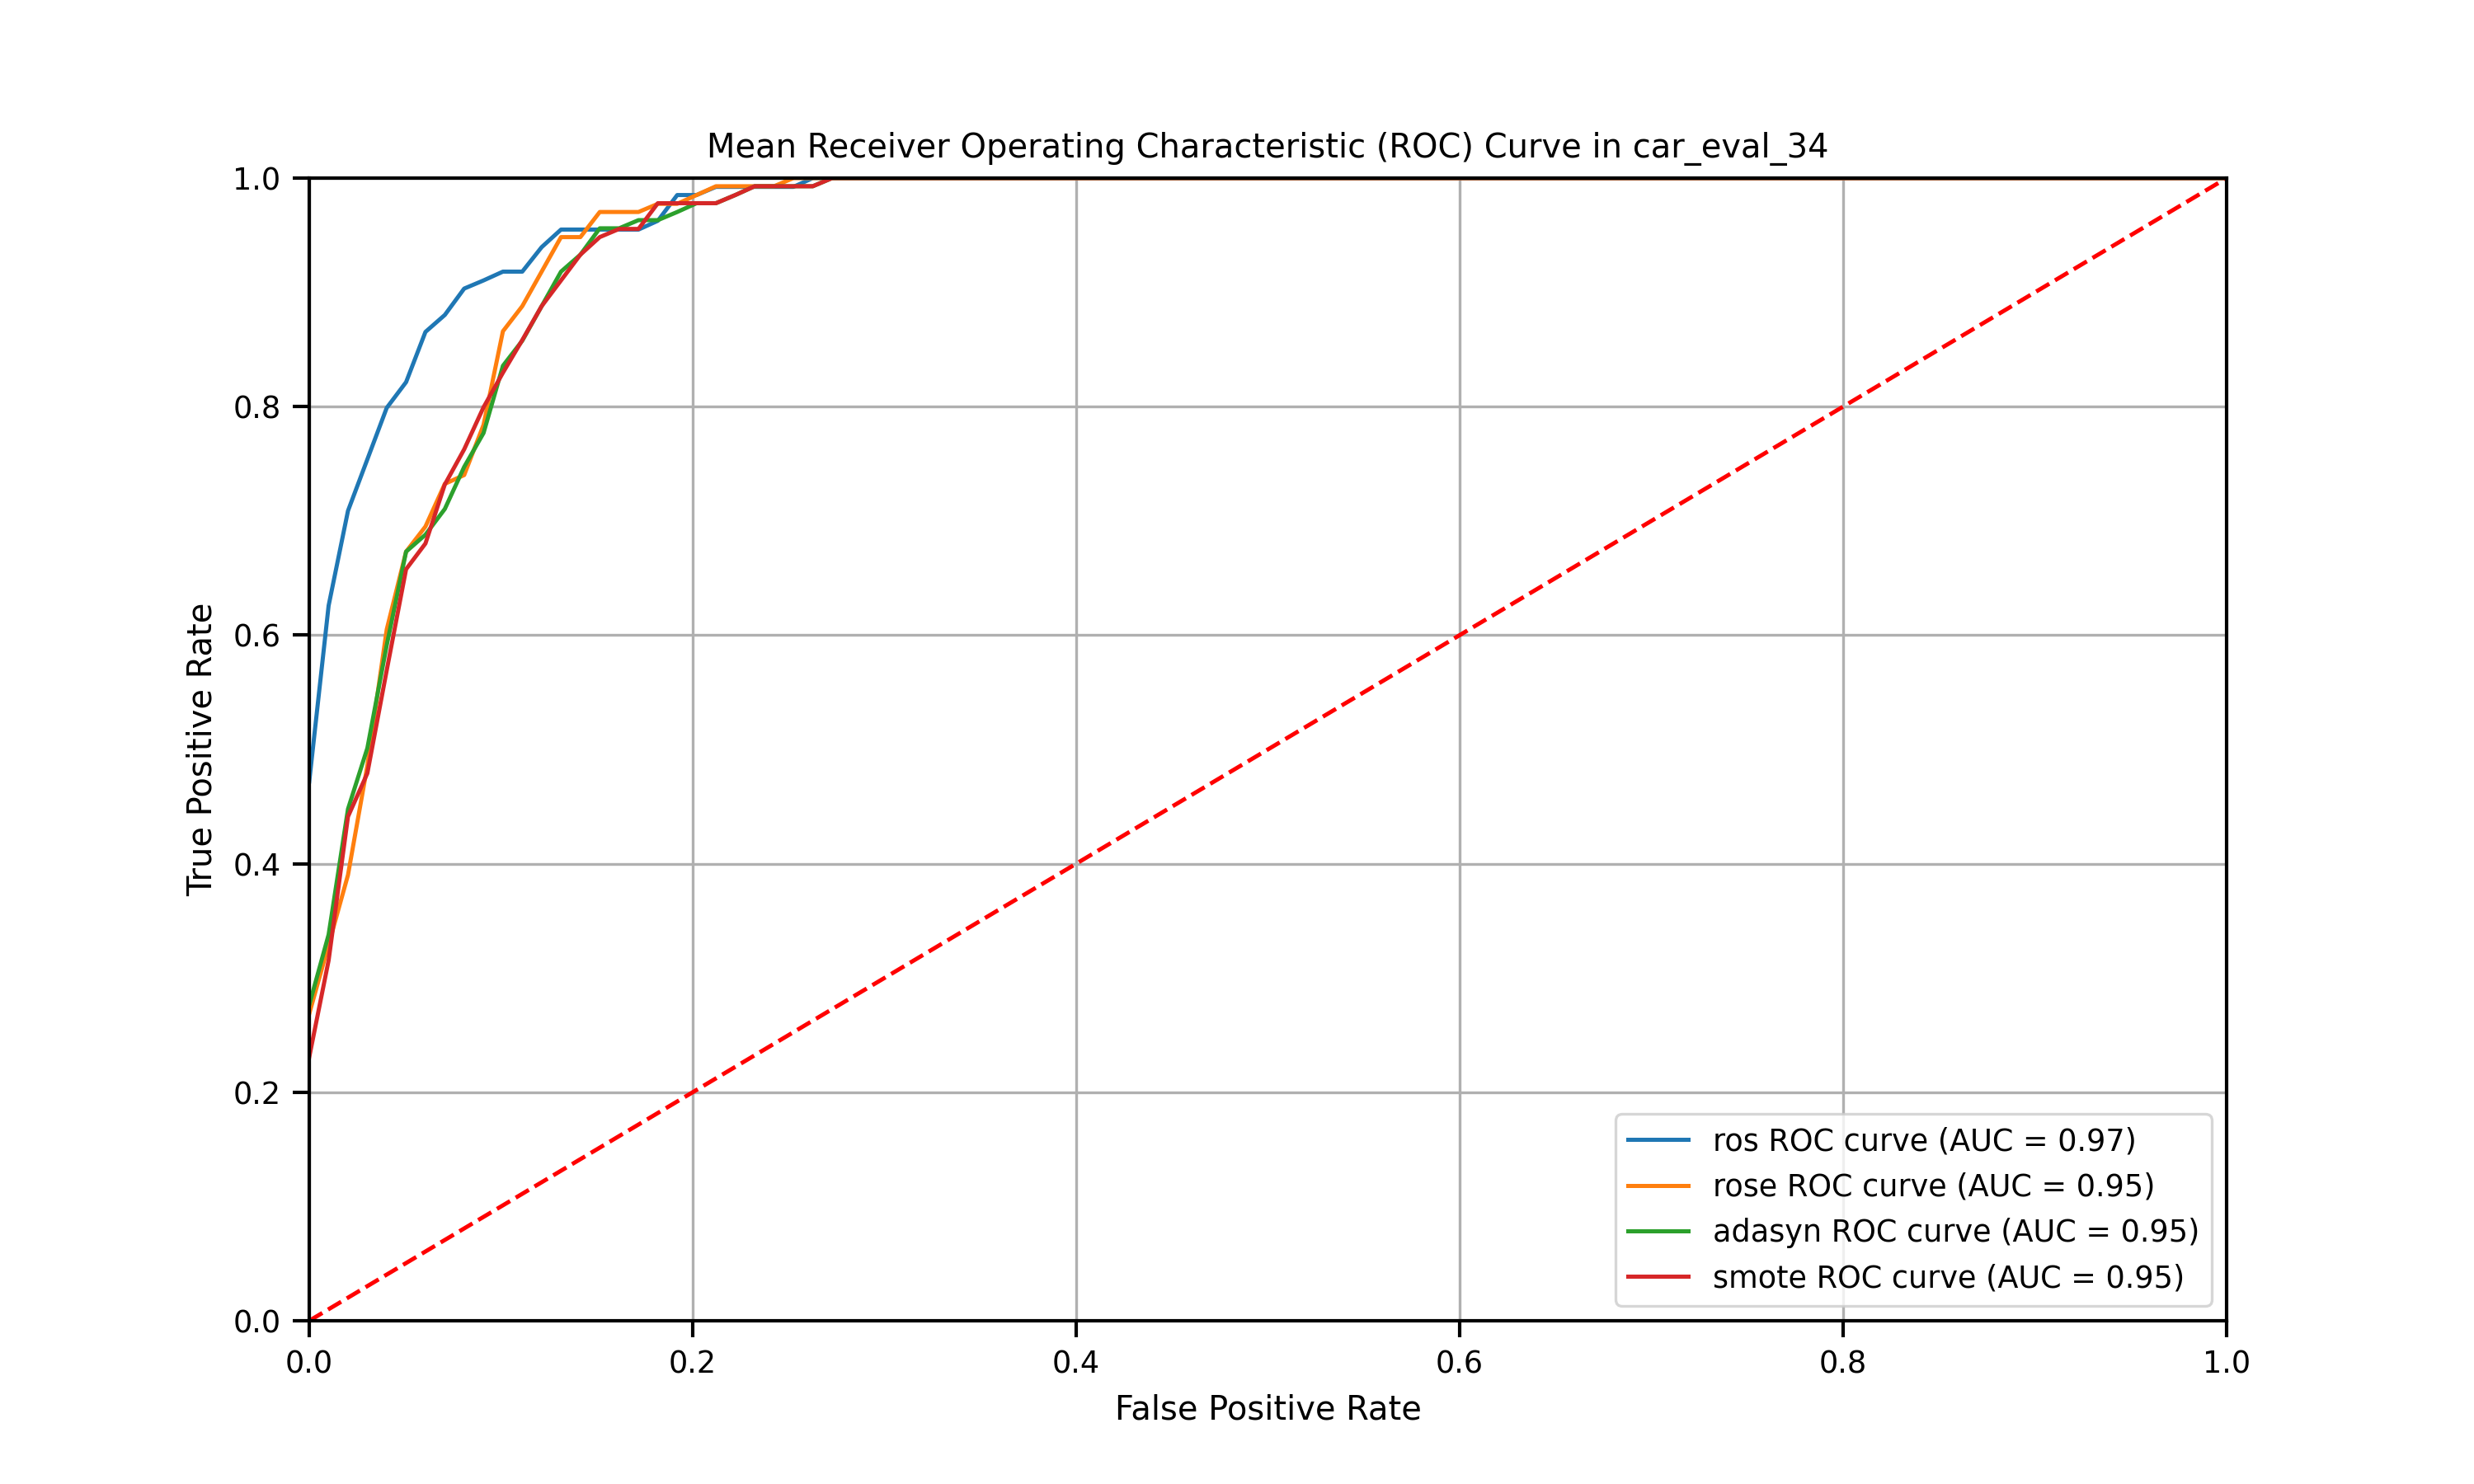 Mean Receiver Operating Characteristic (ROC) Curve in car_eval_34
1.0
0.8
0.6
0.4
0.2
0.0
True Positive Rate
0.0 0.2 0.4 0.6 0.8 1.0
False Positive Rate
ros ROC curve (AUC = 0.97)
rose ROC curve (AUC = 0.95)
adasyn ROC curve (AUC = 0.95)
smote ROC curve (AUC = 0.95)